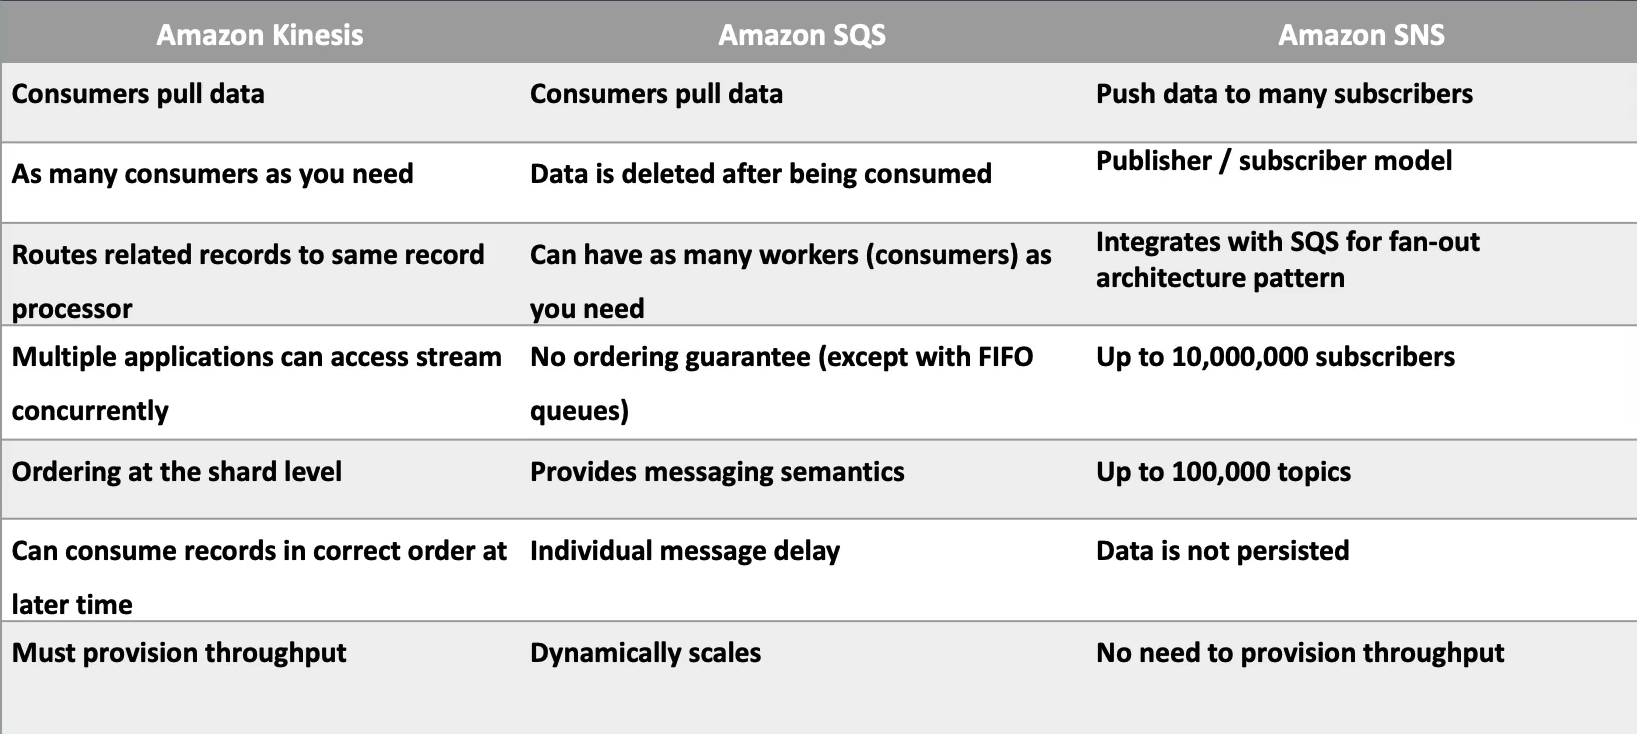 Amazon Kinesis
Amazon SQS
Amazon SNS
Consumers pull data
Consumers pull data
Push data to many subscribers
As many consumers as you need
Data is deleted after being consumed
Publisher / subscriber model
Routes related records to same record
processor
Can have as many workers (consumers) as
you need
Integrates with SQS for fan-out
architecture pattern
Multiple applications can access stream
concurrently
No ordering guarantee (except with FIFO
queues)
Up to 10,000,000 subscribers
Ordering at the shard level
Provides messaging semantics
Up to 100,000 topics
Can consume records in correct order at
later time
Individual message delay
Data is not persisted
Must provision throughput
Dynamically scales
No need to provision throughput